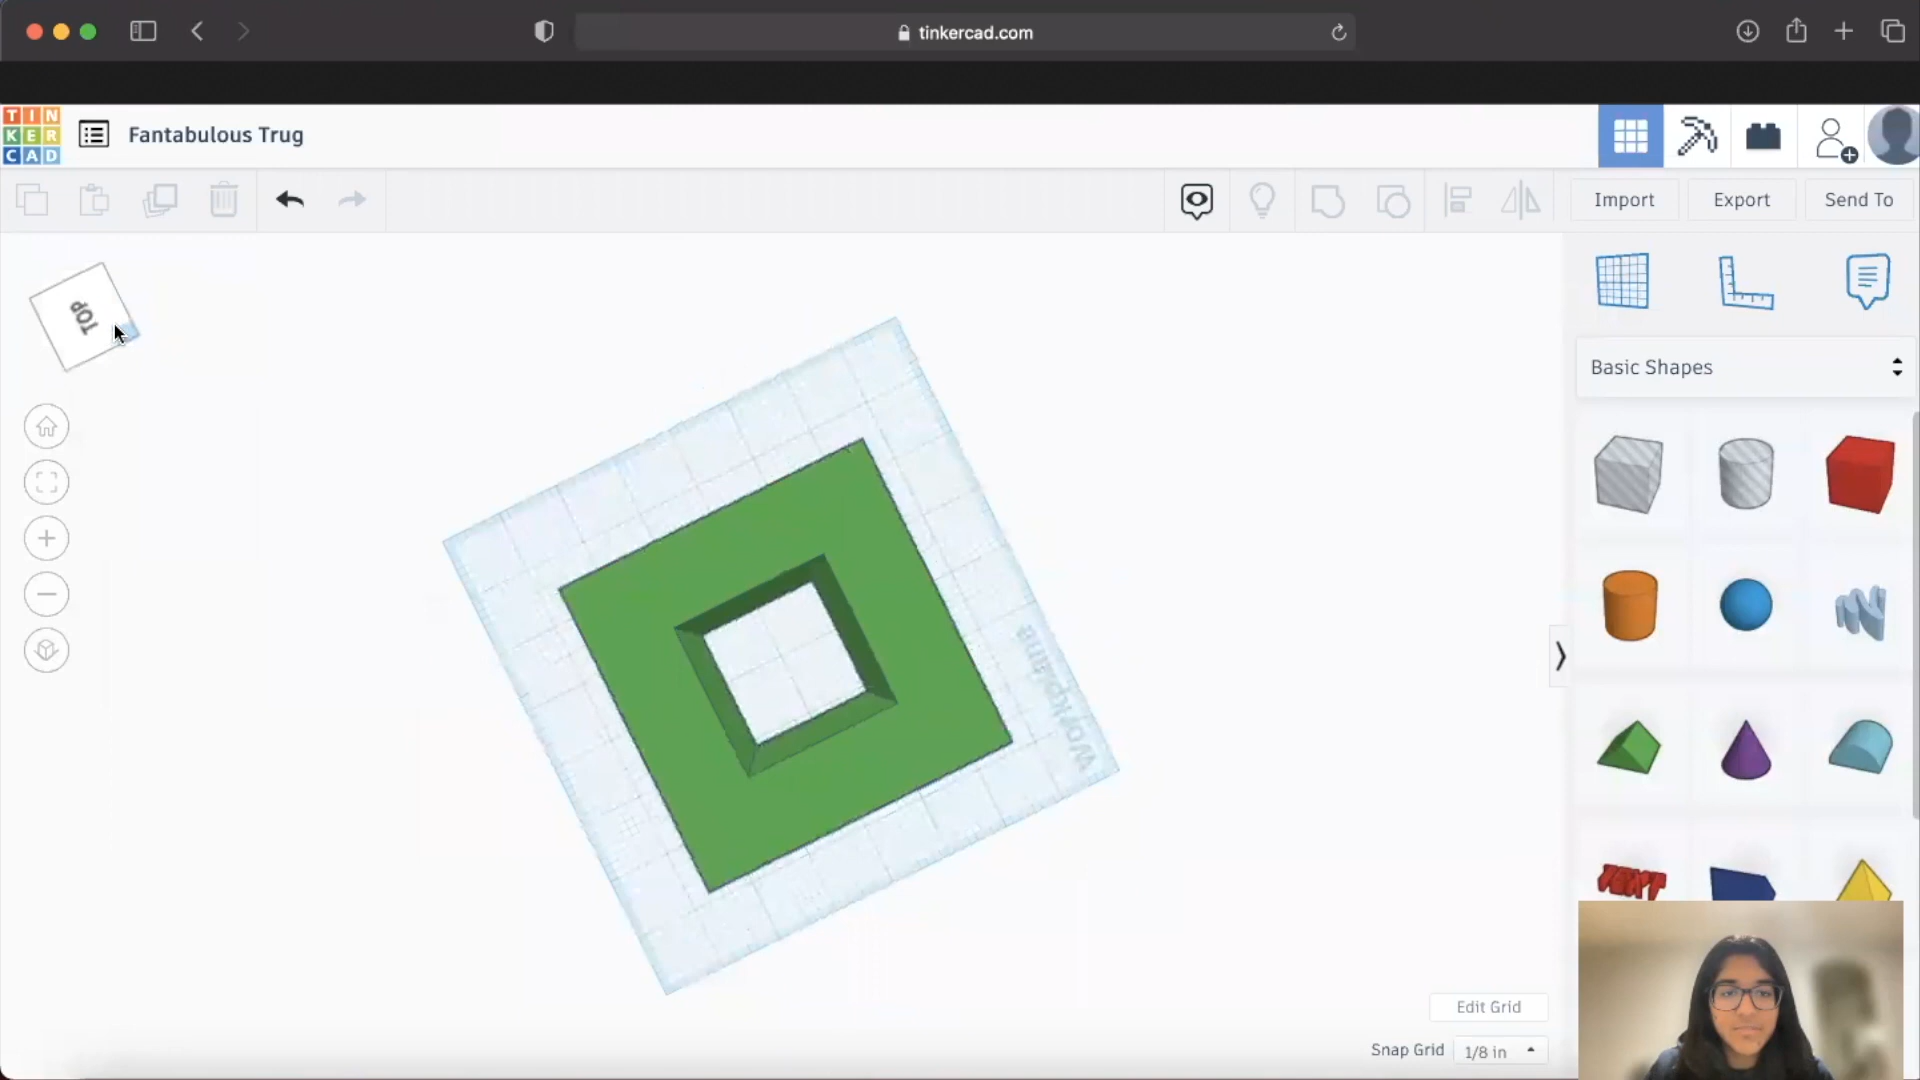 tinkercad.com
TIN
KER
CAD
Fantabulous Trug
Import
Export
Send To
TOP
Basic Shapes
Workplane
TEXT
Edit Grid
Snap Grid
1/8 in